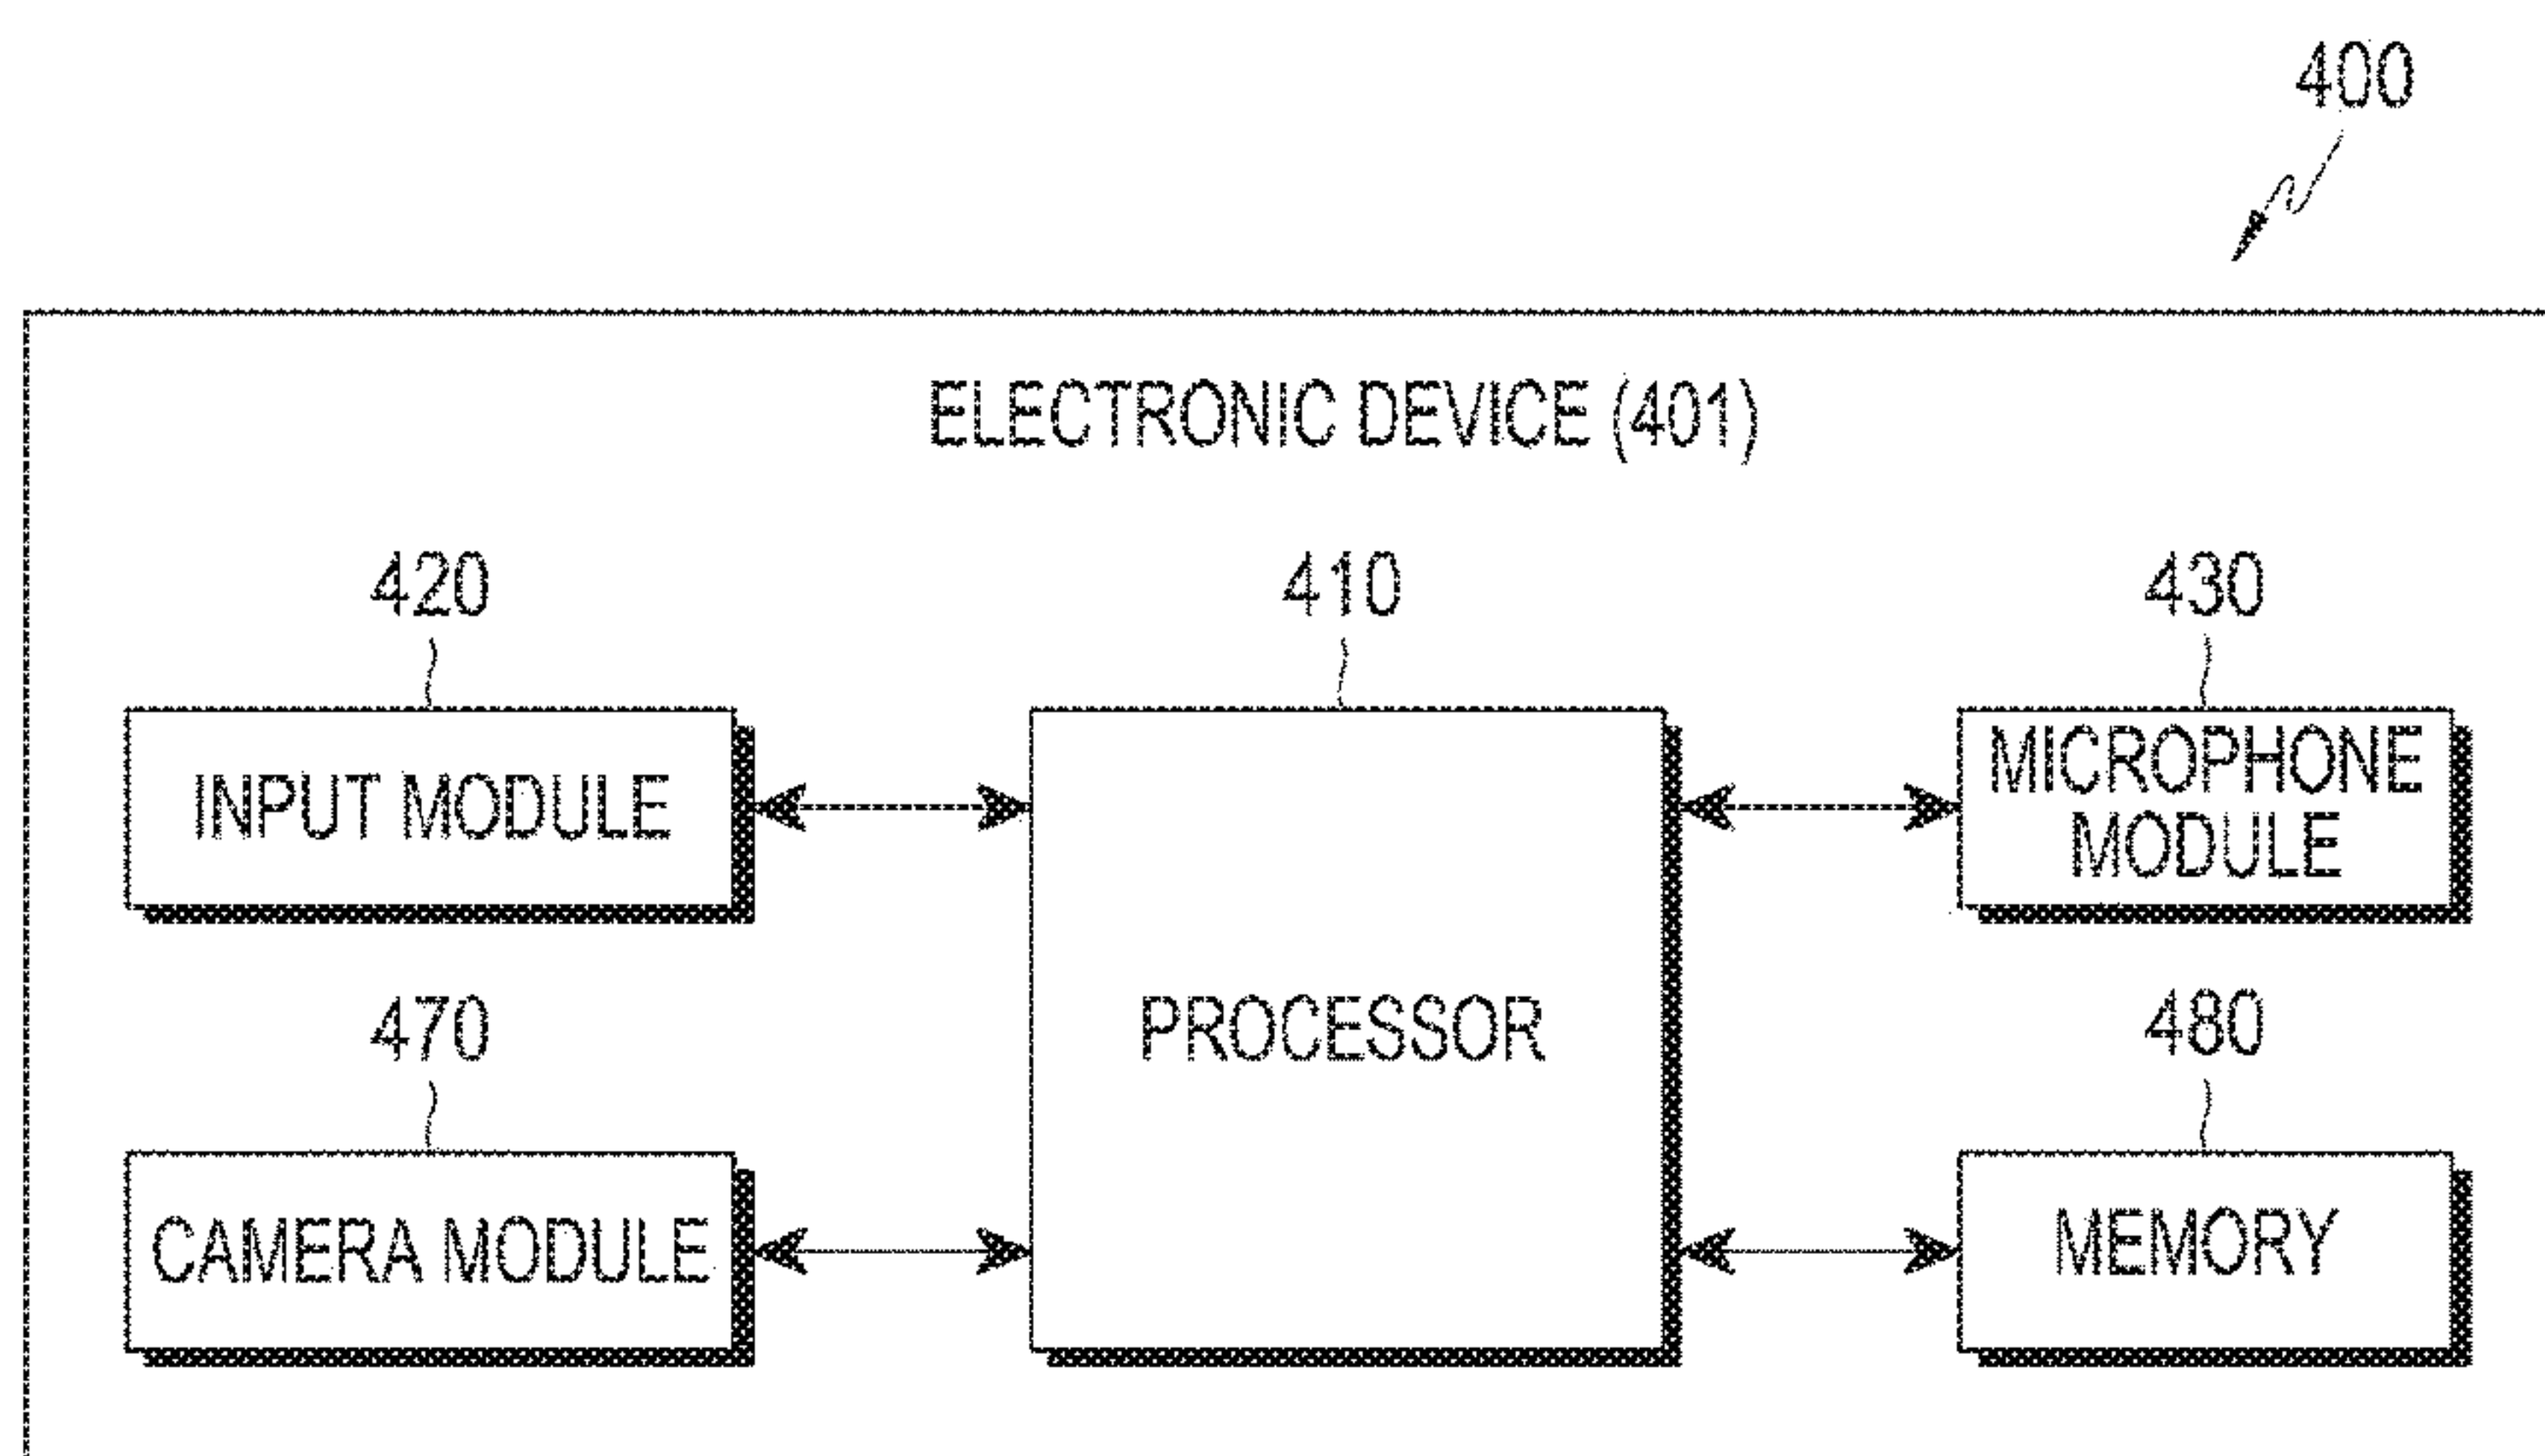 400
ELECTRONIC DEVICE (401)
420
410
430
INPUT MODULE
MICROPHONE
MODULE
470
PROCESSOR
480
CAMERA MODULE
MEMORY